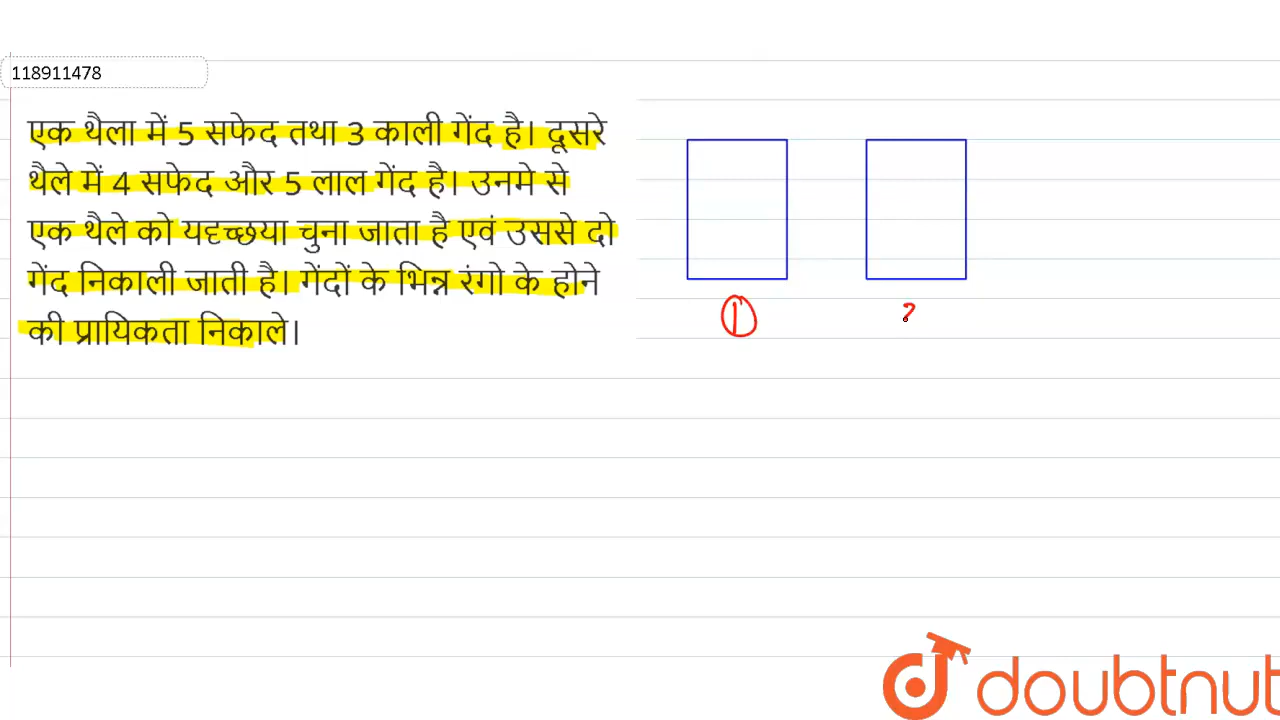 118911478
एक थैला में 5 सफेद तथा 3 काली गेंद है। दूसरे
थैले में 4 सफेद और 5 लाल गेंद है। उनमे से
एक थैले को यदृच्छया चुना जाता है एवं उससे दो
गेंद निकाली जाती है। गेंदों के भिन्न रंगो के होने
की प्रायिकता निकाले।
1 2
doubtnut